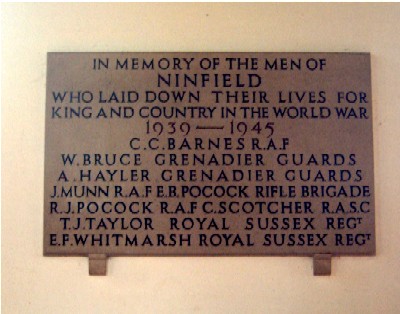 IN MEMORY OF THE MEN OF
NINFIELD
WHO LAID DOWN THEIR LIVES FOR
KING AND COUNTRY IN THE WORLD WAR
1939 — 1945
C.C. BARNES R.A.F
W. BRUCE GRENADIER GUARDS
A. HAYLER GRENADIER GUARDS
J. MUNN R.A.F E.B. POCOCK RIFLE BRIGADE
R.J. POCOCK R.A.F C. SCOTCHER R.A.S.C
T.J. TAYLOR ROYAL SUSSEX REGT
E.F. WHITMARSH ROYAL SUSSEX REGT